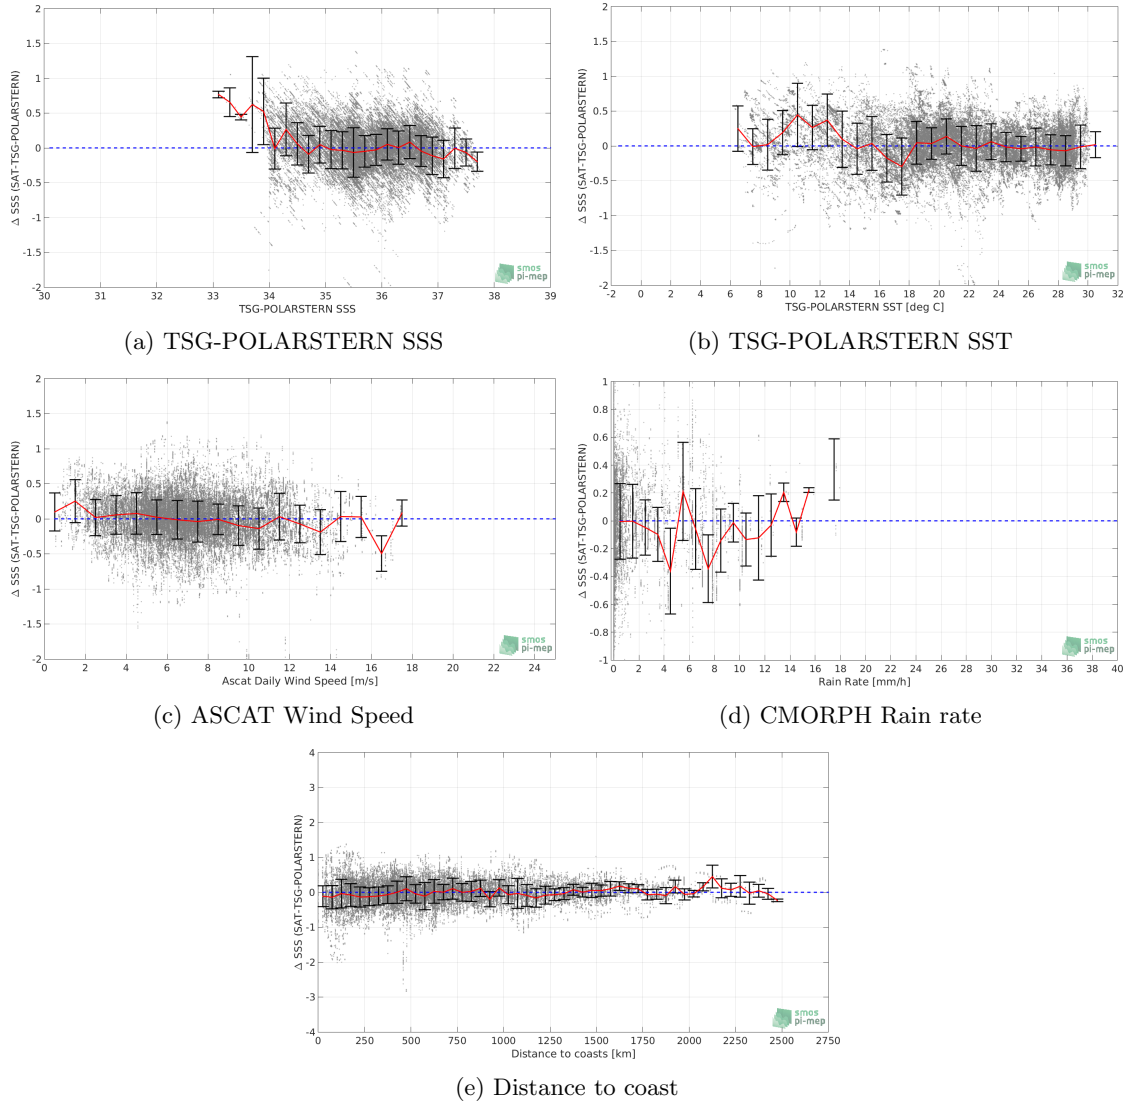 2
1.5
1
0.5
0
-0.5
-1
-1.5
-2
Δ SSS (SAT-TSG-POLARSTERN)
30 31 32 33 34 35 36 37 38 39
TSG-POLARSTERN SSS
smos
pi-mep
(a) TSG-POLARSTERN SSS
2
1.5
1
0.5
0
-0.5
-1
-1.5
-2
Δ SSS (SAT-TSG-POLARSTERN)
-2 0 2 4 6 8 10 12 14 16 18 20 22 24 26 28 30 32
TSG-POLARSTERN SST [deg C]
smos
pi-mep
(b) TSG-POLARSTERN SST
2
1.5
1
0.5
0
-0.5
-1
-1.5
-2
Δ SSS (SAT-TSG-POLARSTERN)
0 2 4 6 8 10 12 14 16 18 20 22 24
Ascat Daily Wind Speed [m/s]
smos
pi-mep
(c) ASCAT Wind Speed
1
0.8
0.6
0.4
0.2
0
-0.2
-0.4
-0.6
-0.8
-1
Δ SSS (SAT-TSG-POLARSTERN)
0 2 4 6 8 10 12 14 16 18 20 22 24 26 28 30 32 34 36 38 40
Rain Rate [mm/h]
smos
pi-mep
(d) CMORPH Rain rate
4
3
2
1
0
-1
-2
-3
-4
Δ SSS (SAT-TSG-POLARSTERN)
0 250 500 750 1000 1250 1500 1750 2000 2250 2500 2750
Distance to coasts [km]
smos
pi-mep
(e) Distance to coast